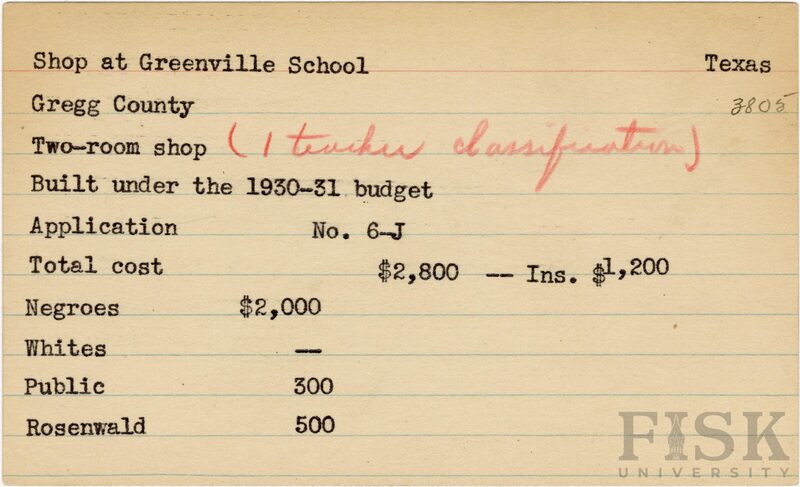 Shop at Greenville School Texas
Gregg County 3805
Two-room shop (1 teacher classification)
Built under the 1930-31 budget
Application No. 6-J
Total cost $2,800 -- Ins. $1,200
Negroes $2,000
Whites --
Public 300
Rosenwald 500
FISK
UNIVERSITY